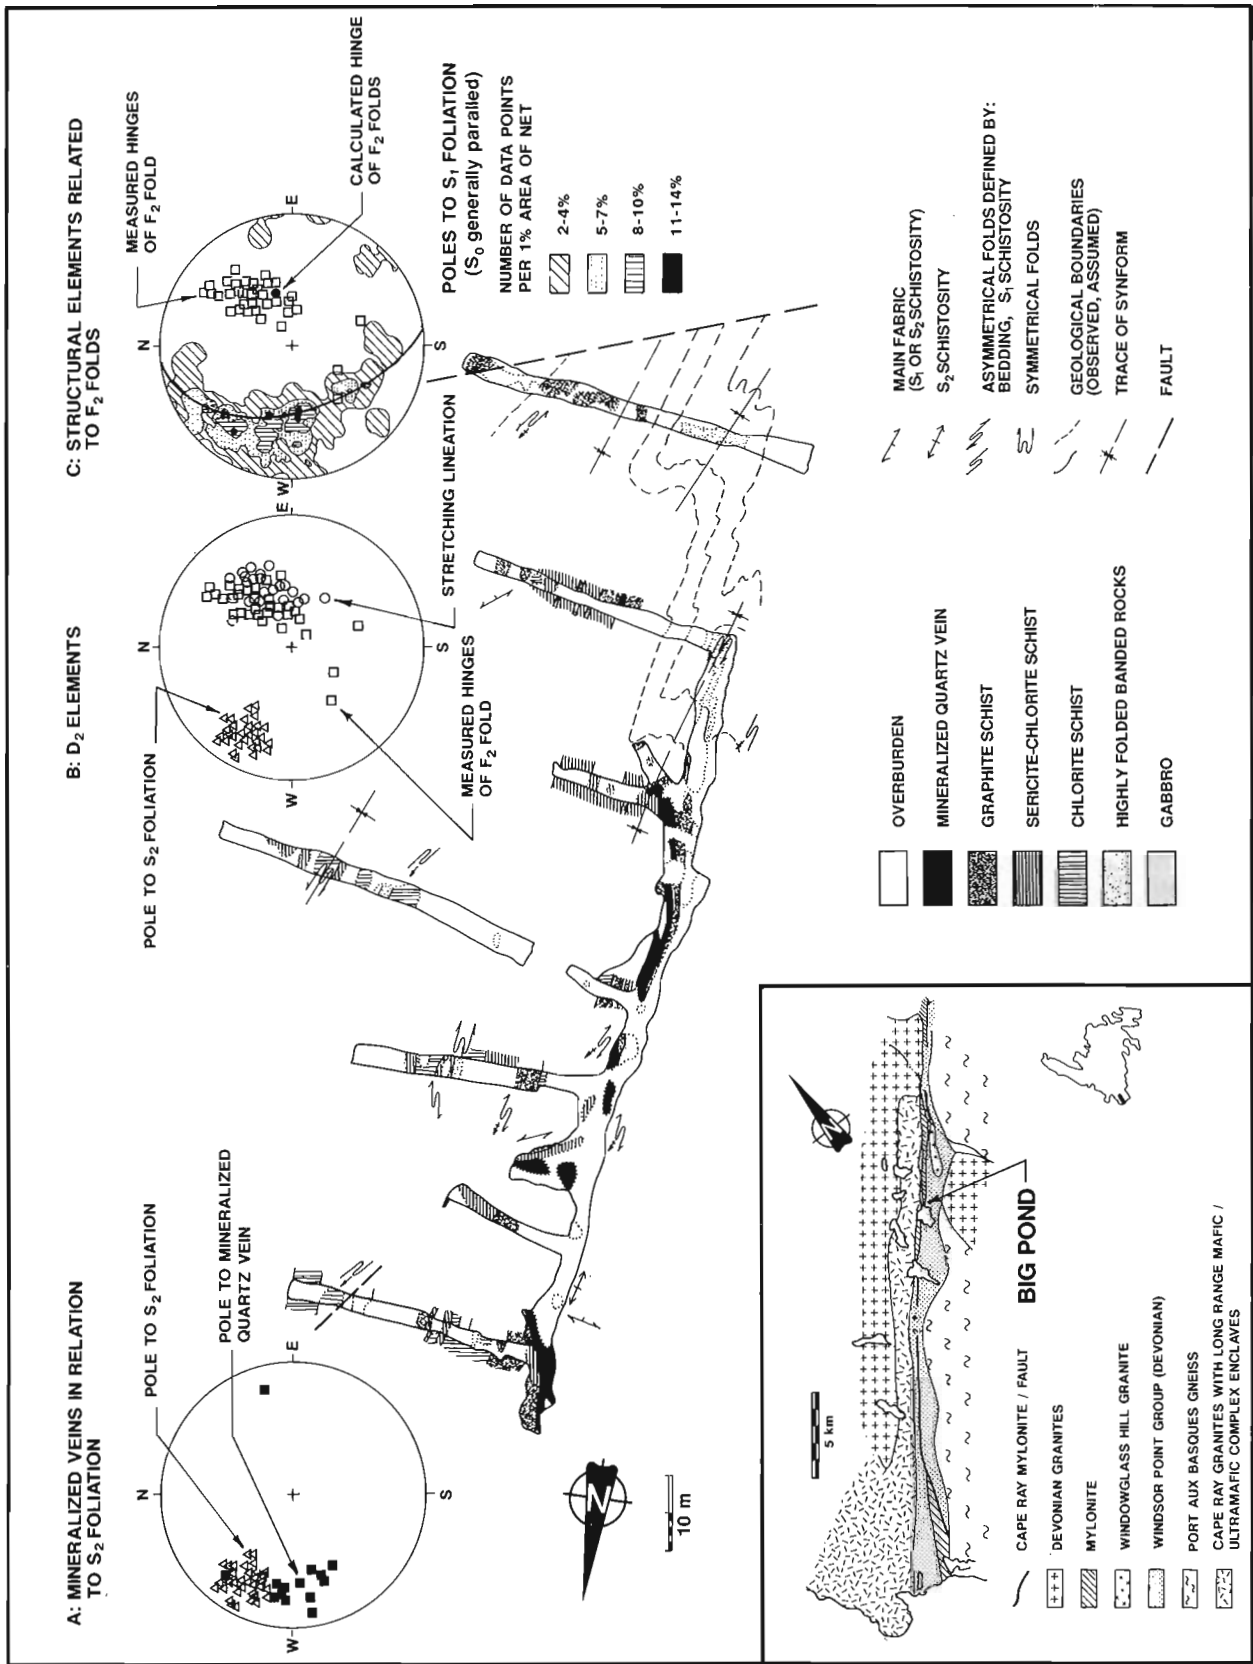 A: MINERALIZED VEINS IN RELATION
TO S2 FOLIATION
POLE TO S2 FOLIATION
POLE TO MINERALIZED
QUARTZ VEIN
N
E
S
W
B: D2 ELEMENTS
POLE TO S2 FOLIATION
MEASURED HINGES
OF F2 FOLD
STRETCHING LINEATION
N
E
S
W
C: STRUCTURAL ELEMENTS RELATED
TO F2 FOLDS
MEASURED HINGES
OF F2 FOLD
CALCULATED HINGE
OF F2 FOLDS
N
E
S
W
POLES TO S1 FOLIATION
(S0 generally paralled)
NUMBER OF DATA POINTS
PER 1% AREA OF NET
2-4%
5-7%
8-10%
11-14%
N
10 m
OVERBURDEN
MINERALIZED QUARTZ VEIN
GRAPHITE SCHIST
SERICITE-CHLORITE SCHIST
CHLORITE SCHIST
HIGHLY FOLDED BANDED ROCKS
GABBRO
MAIN FABRIC
(S1 OR S2 SCHISTOSITY)
S2 SCHISTOSITY
ASYMMETRICAL FOLDS DEFINED BY:
BEDDING, S1 SCHISTOSITY
SYMMETRICAL FOLDS
GEOLOGICAL BOUNDARIES
(OBSERVED, ASSUMED)
TRACE OF SYNFORM
FAULT
N
5 km
BIG POND
CAPE RAY MYLONITE / FAULT
DEVONIAN GRANITES
MYLONITE
WINDOWGLASS HILL GRANITE
WINDSOR POINT GROUP (DEVONIAN)
PORT AUX BASQUES GNEISS
CAPE RAY GRANITES WITH LONG RANGE MAFIC /
ULTRAMAFIC COMPLEX ENCLAVES